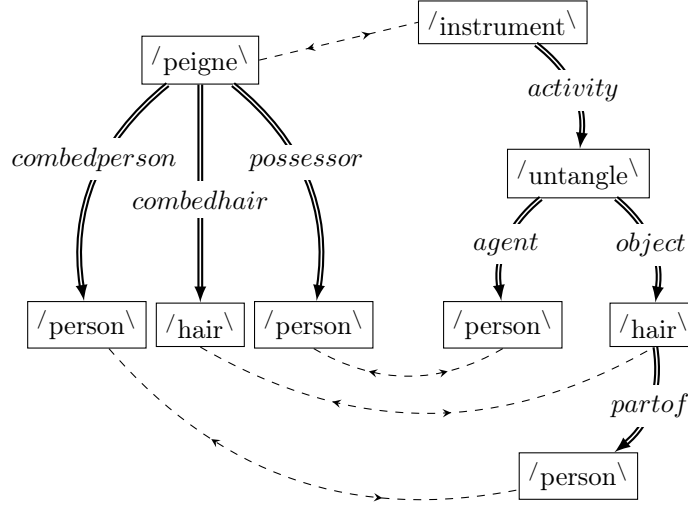 /instrument\
/peigne\
activity
combedperson possessor
/untangle\
combedhair
agent object
/person\ /hair\ /person\ /person\ /hair\
partof
/person\